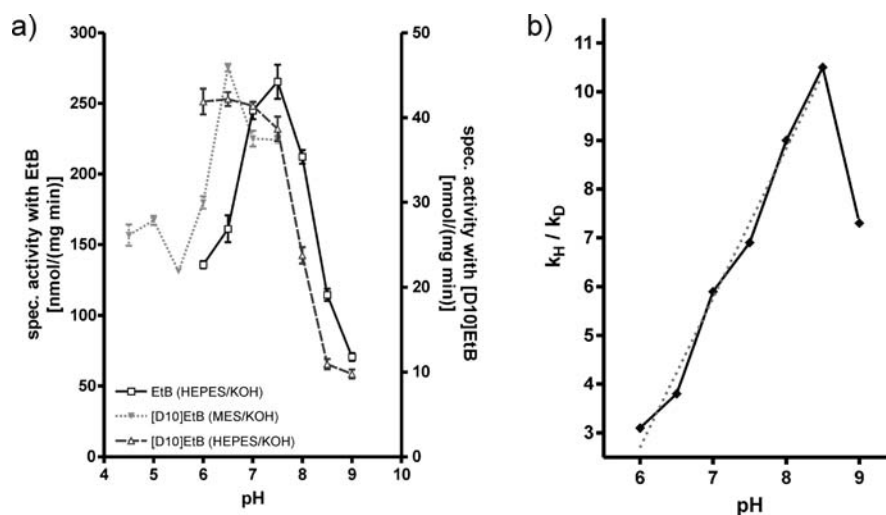 a)
300
250
200
150
100
50
0
spec. activity with EtB
[nmol/(mg min)]
EtB (HEPES/KOH)
[D10]EtB (MES/KOH)
[D10]EtB (HEPES/KOH)
4 5 6 7 8 9 10
pH
50
40
30
20
10
0
spec. activity with [D10]EtB
[nmol/(mg min)]
b)
11
10
9
8
7
6
5
4
3
kH / kD
6 7 8 9
pH